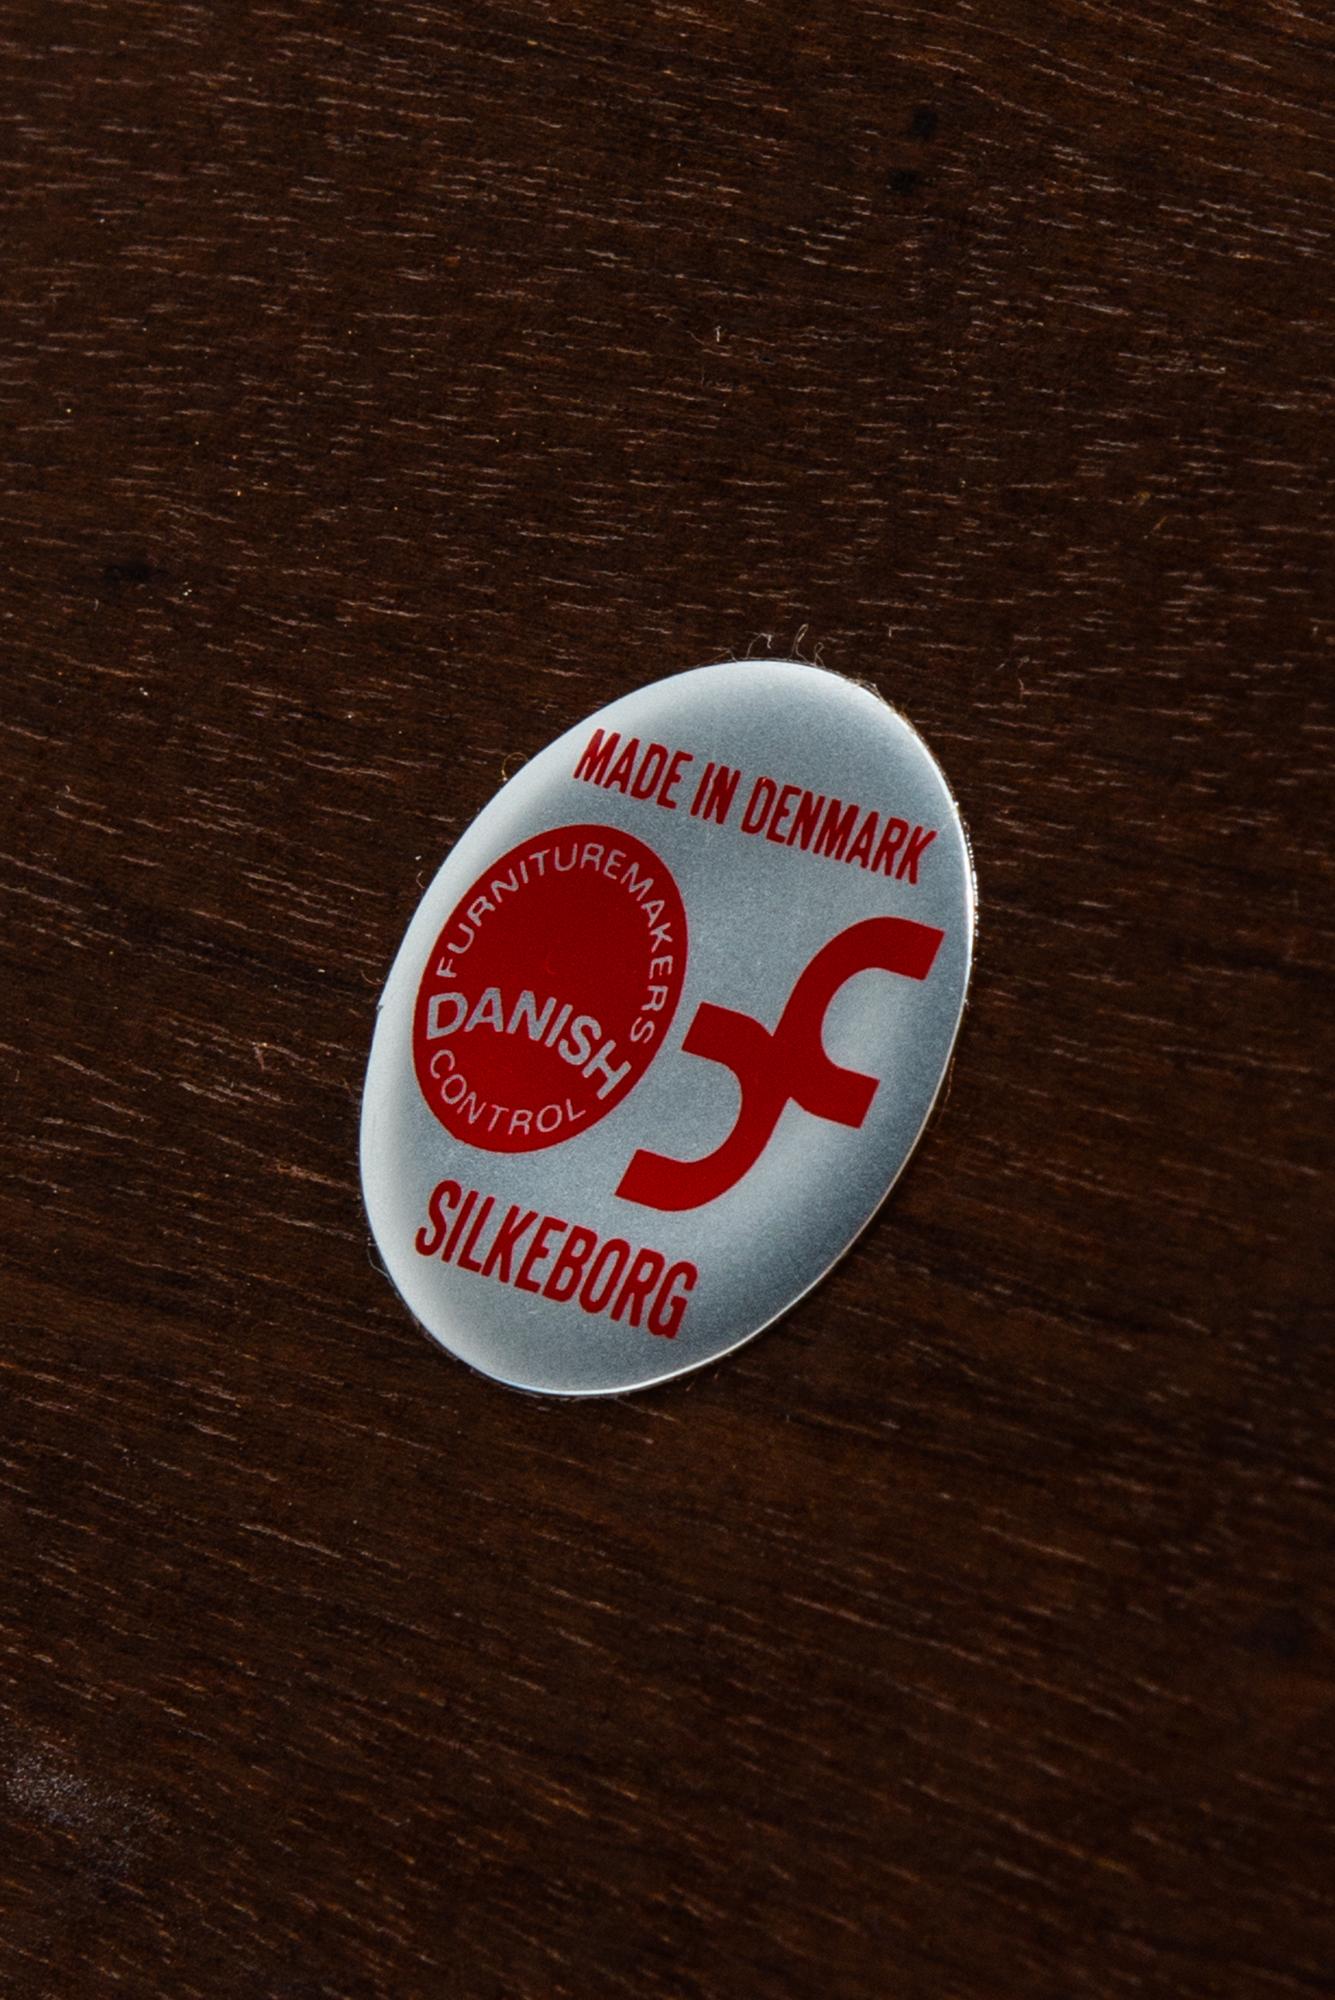 MADE IN DENMARK
FURNITUREMAKERS
DANISH
CONTROL
SILKEBORG